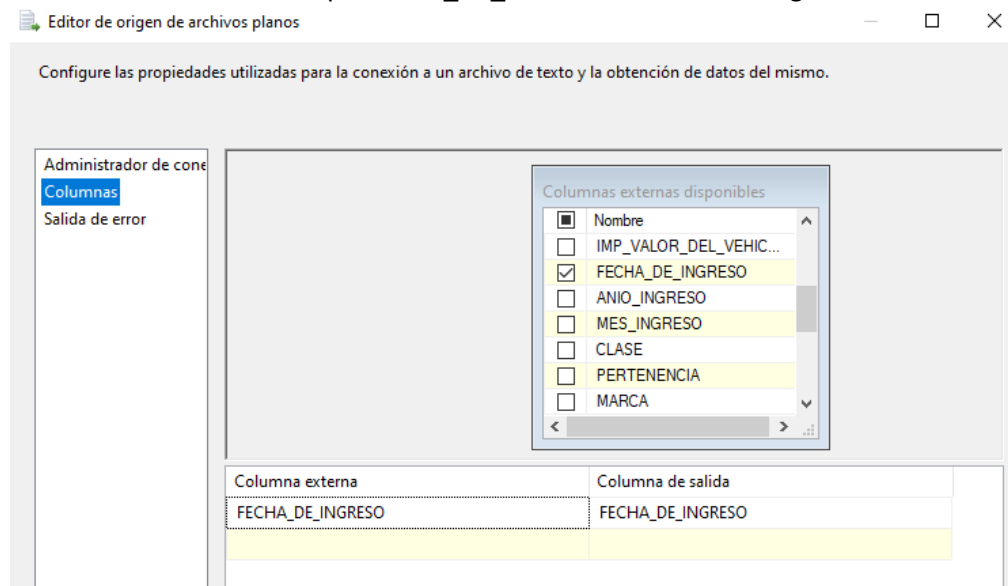 Editor de origen de archivos planos
Configure las propiedades utilizadas para la conexión a un archivo de texto y la obtención de datos del mismo.
Administrador de cone
Columnas
Salida de error
Columnas externas disponibles
Nombre
IMP_VALOR_DEL_VEHIC...
FECHA_DE_INGRESO
ANIO_INGRESO
MES_INGRESO
CLASE
PERTENENCIA
MARCA
Columna externa Columna de salida
FECHA_DE_INGRESO FECHA_DE_INGRESO